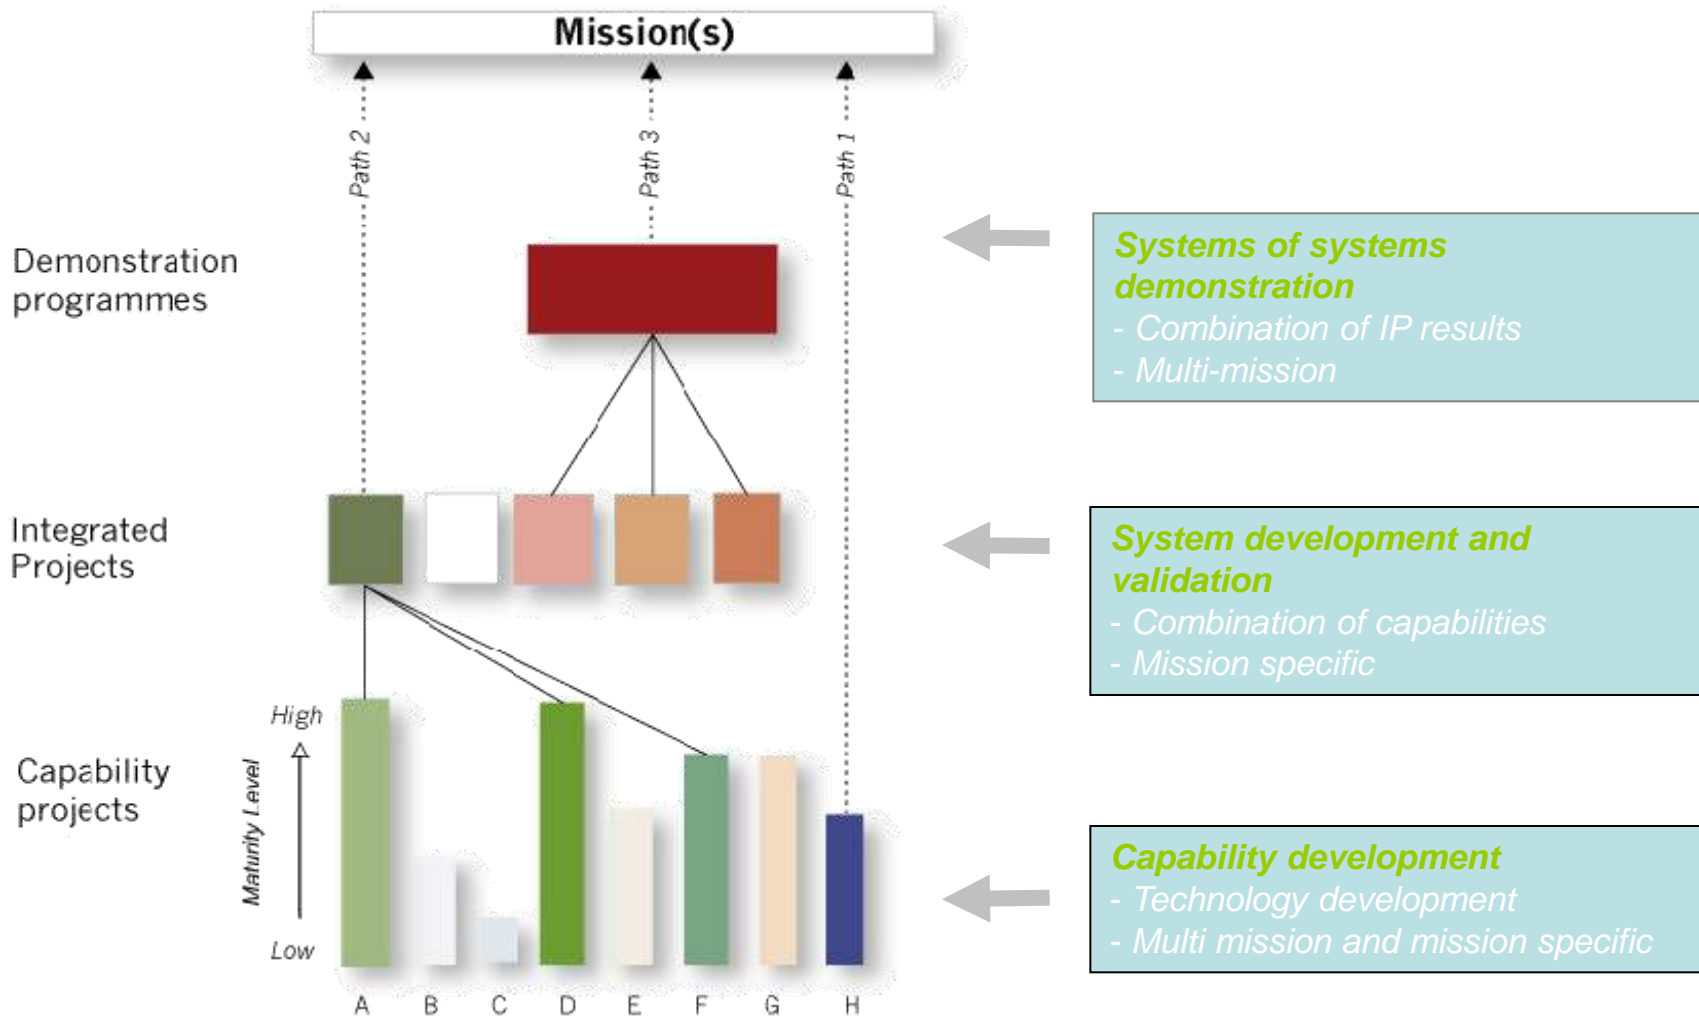 Mission(s)
Path 2
Path 3
Path 1
Demonstration
programmes
Systems of systems
demonstration
- Combination of IP results
- Multi-mission
Integrated
Projects
System development and
validation
- Combination of capabilities
- Mission specific
Capability
projects
High
Maturity Level
Low
Capability development
- Technology development
- Multi mission and mission specific
A B C D E F G H